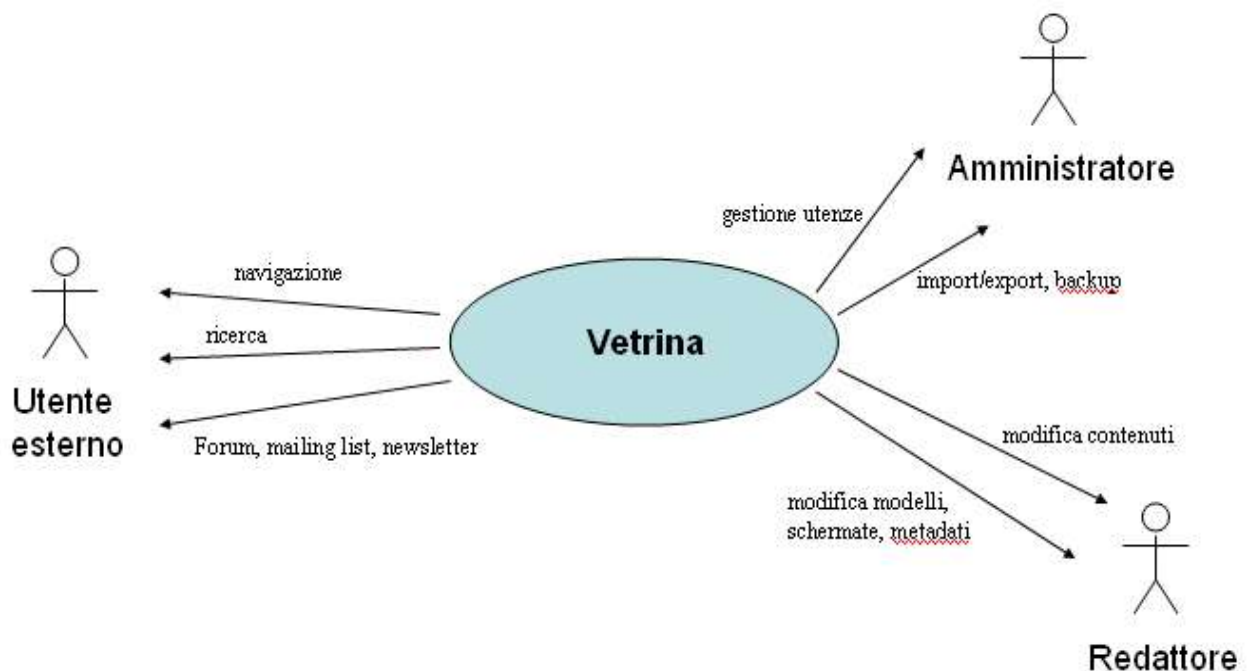 Amministratore
gestione utenze
import/export, backup
navigazione
ricerca
Forum, mailing list, newsletter
Utente
esterno
Vetrina
modifica contenuti
modifica modelli,
schermate, metadati
Redattore